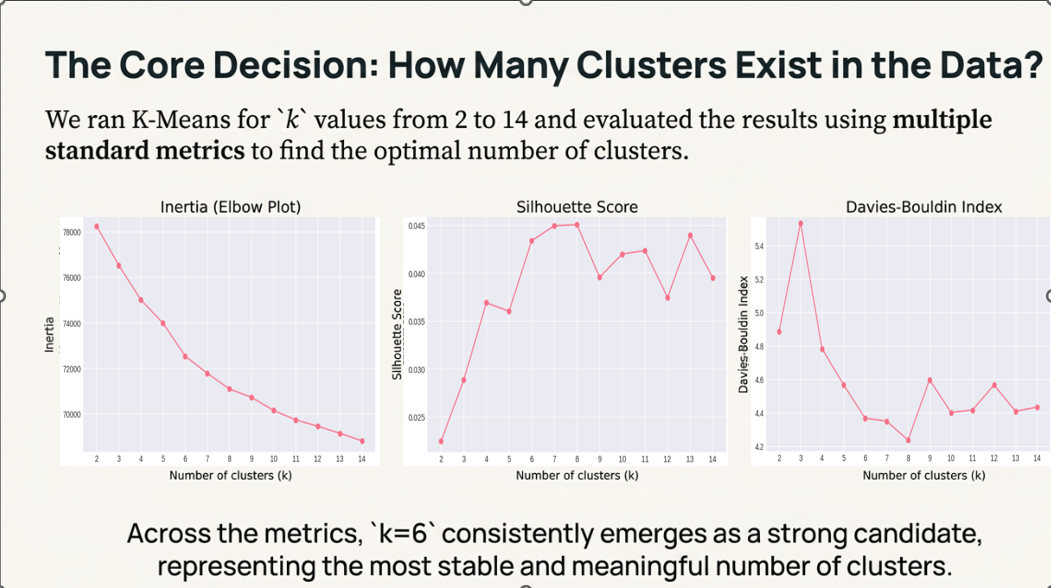 The Core Decision: How Many Clusters Exist in the Data?
We ran K-Means for `k` values from 2 to 14 and evaluated the results using multiple
standard metrics to find the optimal number of clusters.
Inertia (Elbow Plot)
78000
76000
74000
72000
70000
Inertia
2 3 4 5 6 7 8 9 10 11 12 13 14
Number of clusters (k)
Silhouette Score
0.045
0.040
0.035
0.030
0.025
Silhouette Score
2 3 4 5 6 7 8 9 10 11 12 13 14
Number of clusters (k)
Davies-Bouldin Index
5.4
5.2
5.0
4.8
4.6
4.4
4.2
Davies-Bouldin Index
2 3 4 5 6 7 8 9 10 11 12 13 14
Number of clusters (k)
Across the metrics, `k=6` consistently emerges as a strong candidate,
representing the most stable and meaningful number of clusters.